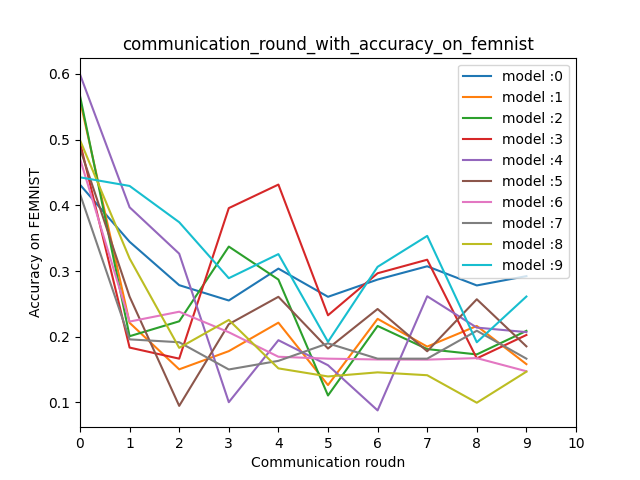 communication_round_with_accuracy_on_femnist
Accuracy on FEMNIST
0.6
0.5
0.4
0.3
0.2
0.1
model :0
model :1
model :2
model :3
model :4
model :5
model :6
model :7
model :8
model :9
0 1 2 3 4 5 6 7 8 9 10
Communication roudn